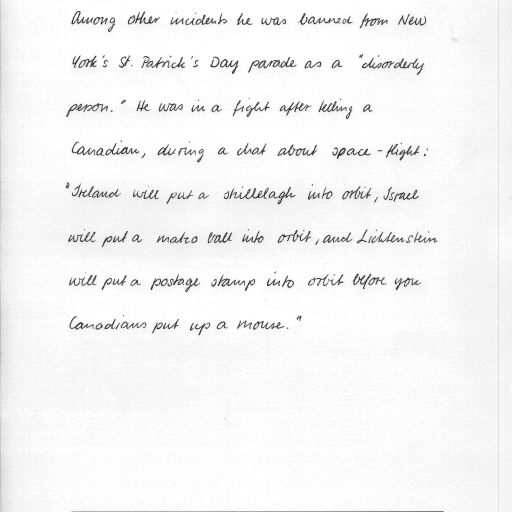 Among other incidents he was banned from New
York's St. Patrick's Day parade as a "disorderly
person." He was in a fight after telling a
Canadian, during a chat about space-flight:
"Ireland will put a shillelagh into orbit, Israel
will put a matzo ball into orbit, and Lichtenstein
will put a postage stamp into orbit before you
Canadians put up a mouse."